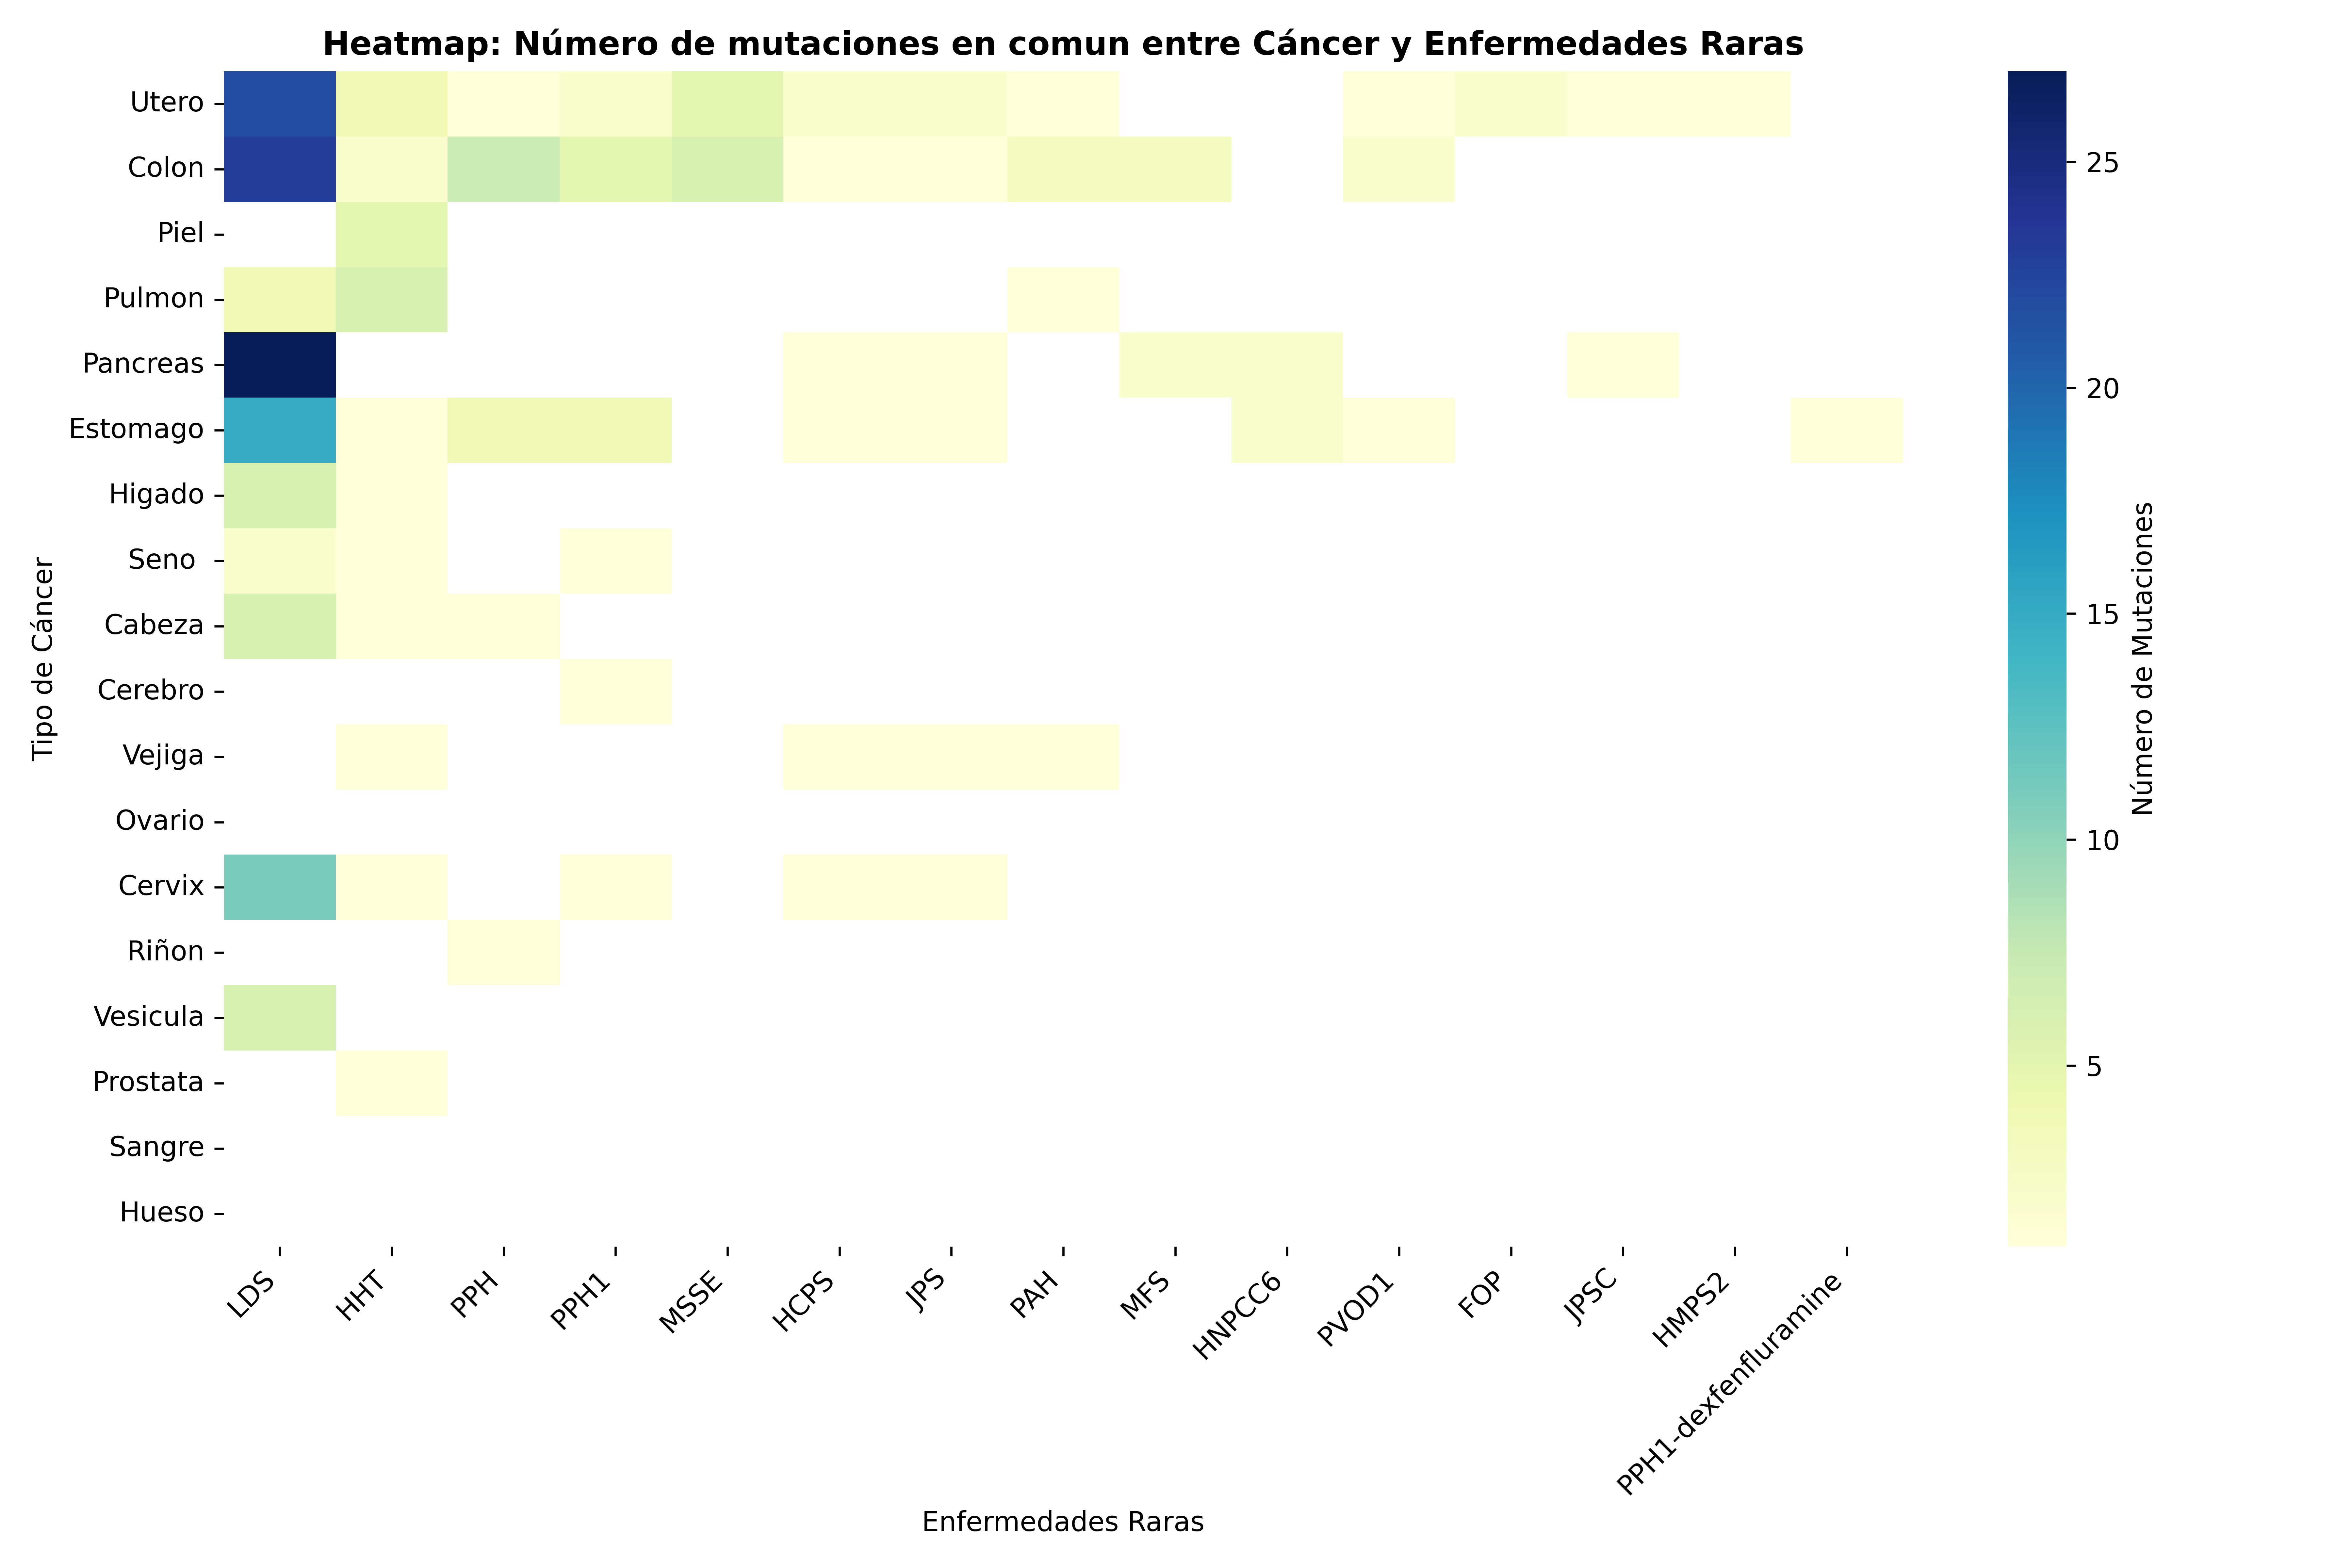 Heatmap: Número de mutaciones en comun entre Cáncer y Enfermedades Raras
Tipo de Cáncer
Utero
Colon
Piel
Pulmon
Pancreas
Estomago
Higado
Seno
Cabeza
Cerebro
Vejiga
Ovario
Cervix
Riñon
Vesicula
Prostata
Sangre
Hueso
LDS
HHT
PPH
PPH1
MSSE
HCPS
JPS
PAH
MFS
HNPCC6
PVOD1
FOP
JPSC
HMPS2
PPH1-dexfenfluramine
Enfermedades Raras
25
20
15
10
5
Número de Mutaciones